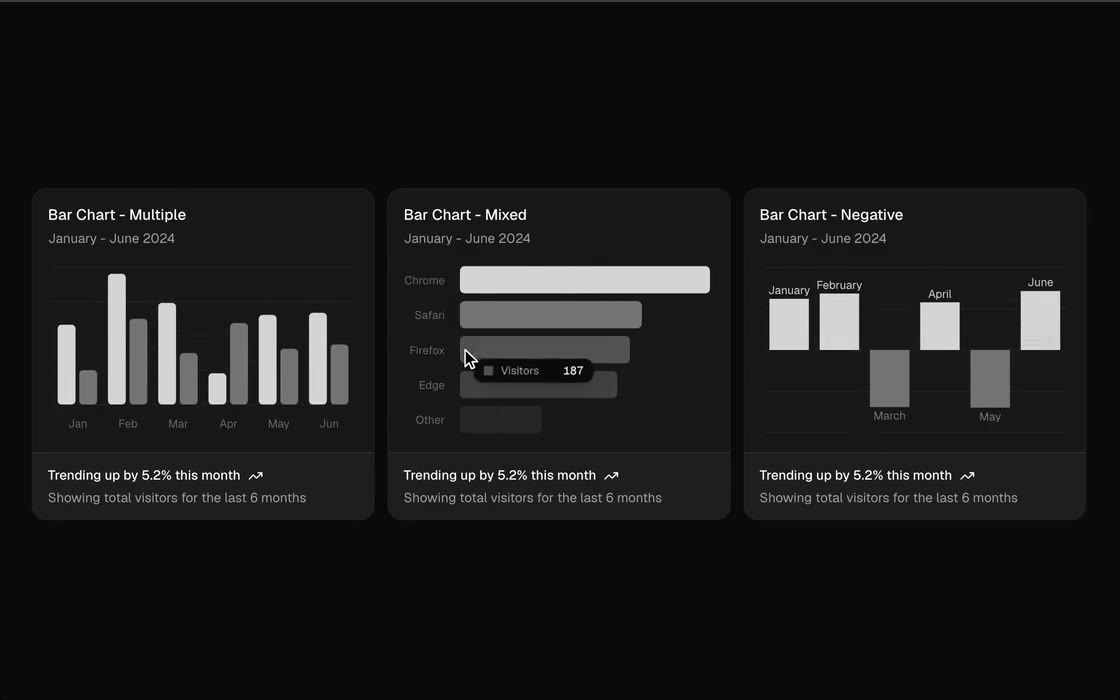 Bar Chart - Multiple
January - June 2024
Jan Feb Mar Apr May Jun
Trending up by 5.2% this month
Showing total visitors for the last 6 months
Bar Chart - Mixed
January - June 2024
Chrome
Safari
Firefox
Visitors 187
Edge
Other
Trending up by 5.2% this month
Showing total visitors for the last 6 months
Bar Chart - Negative
January - June 2024
January February April June
March May
Trending up by 5.2% this month
Showing total visitors for the last 6 months